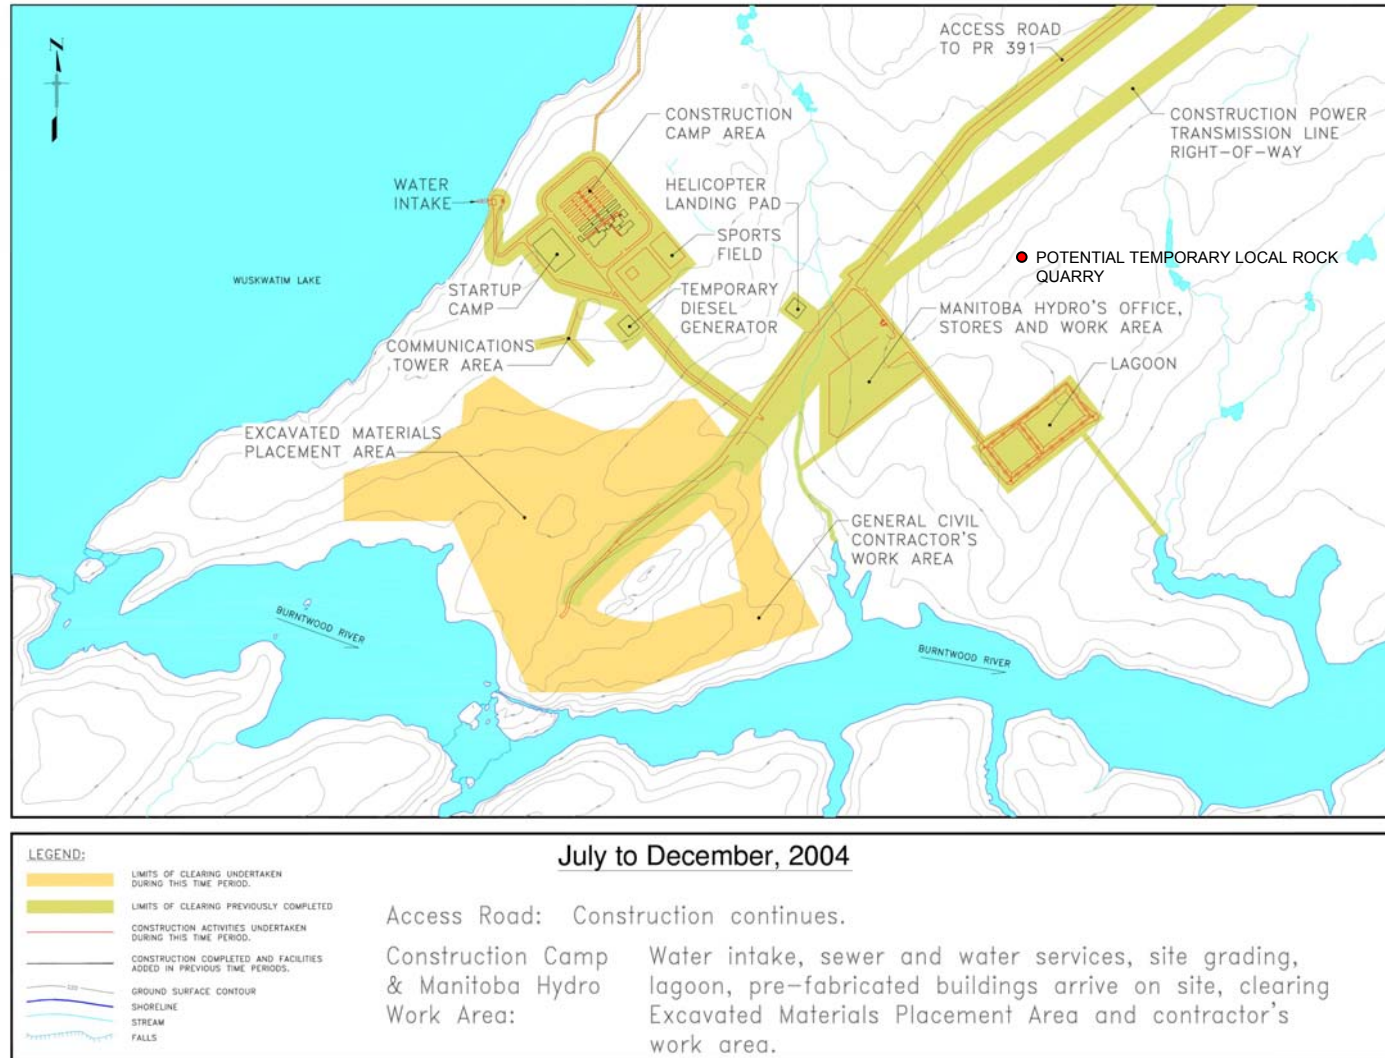 N
ACCESS ROAD
TO PR 391
CONSTRUCTION
CAMP AREA
CONSTRUCTION POWER
TRANSMISSION LINE
RIGHT-OF-WAY
WATER
INTAKE
HELICOPTER
LANDING PAD
SPORTS
FIELD
POTENTIAL TEMPORARY LOCAL ROCK
QUARRY
WUSKWATIM LAKE
STARTUP
CAMP
TEMPORARY
DIESEL
GENERATOR
MANITOBA HYDRO'S OFFICE,
STORES AND WORK AREA
COMMUNICATIONS
TOWER AREA
LAGOON
EXCAVATED MATERIALS
PLACEMENT AREA
GENERAL CIVIL
CONTRACTOR'S
WORK AREA
BURNTWOOD RIVER
BURNTWOOD RIVER
LEGEND:
LIMITS OF CLEARING UNDERTAKEN
DURING THIS TIME PERIOD.
LIMITS OF CLEARING PREVIOUSLY COMPLETED
CONSTRUCTION ACTIVITIES UNDERTAKEN
DURING THIS TIME PERIOD.
CONSTRUCTION COMPLETED AND FACILITIES
ADDED IN PREVIOUS TIME PERIODS.
GROUND SURFACE CONTOUR
SHORELINE
STREAM
FALLS
July to December, 2004
Access Road: Construction continues.
Construction Camp Water intake, sewer and water services, site grading,
& Manitoba Hydro lagoon, pre-fabricated buildings arrive on site, clearing
Work Area: Excavated Materials Placement Area and contractor's
work area.